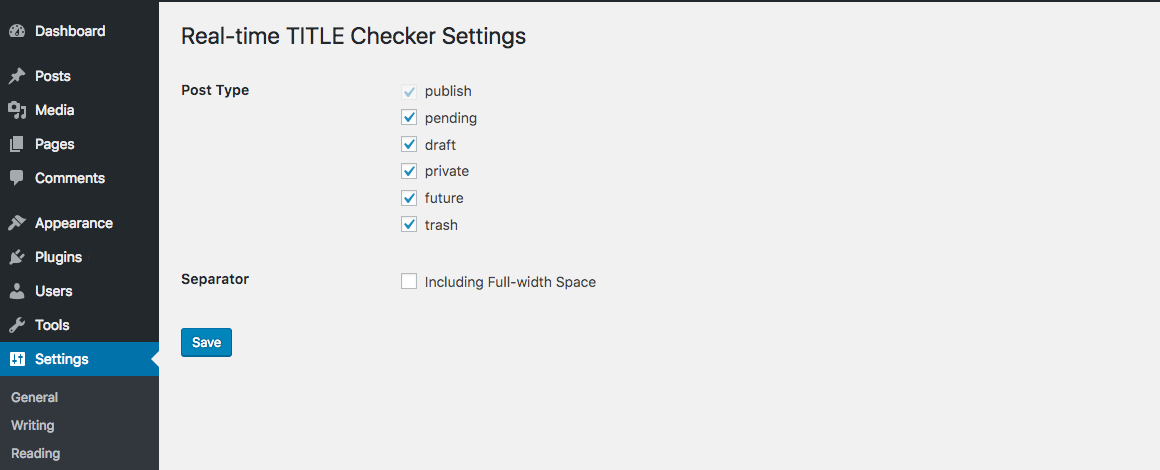 Dashboard
Posts
Media
Pages
Comments
Appearance
Plugins
Users
Tools
Settings
General
Writing
Reading
Real-time TITLE Checker Settings
Post Type
publish
pending
draft
private
future
trash
Separator
Including Full-width Space
Save